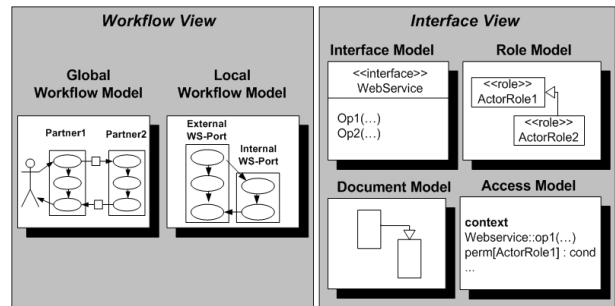 Workflow View
Global
Workflow Model
Partner1 Partner2
Local
Workflow Model
External
WS-Port
Internal
WS-Port
Interface View
Interface Model
<<interface>>
WebService
Op1(…)
Op2(…)
Role Model
<<role>>
ActorRole1
<<role>>
ActorRole2
Document Model
Access Model
context
Webservice::op1(…)
perm[ActorRole1] : cond
...